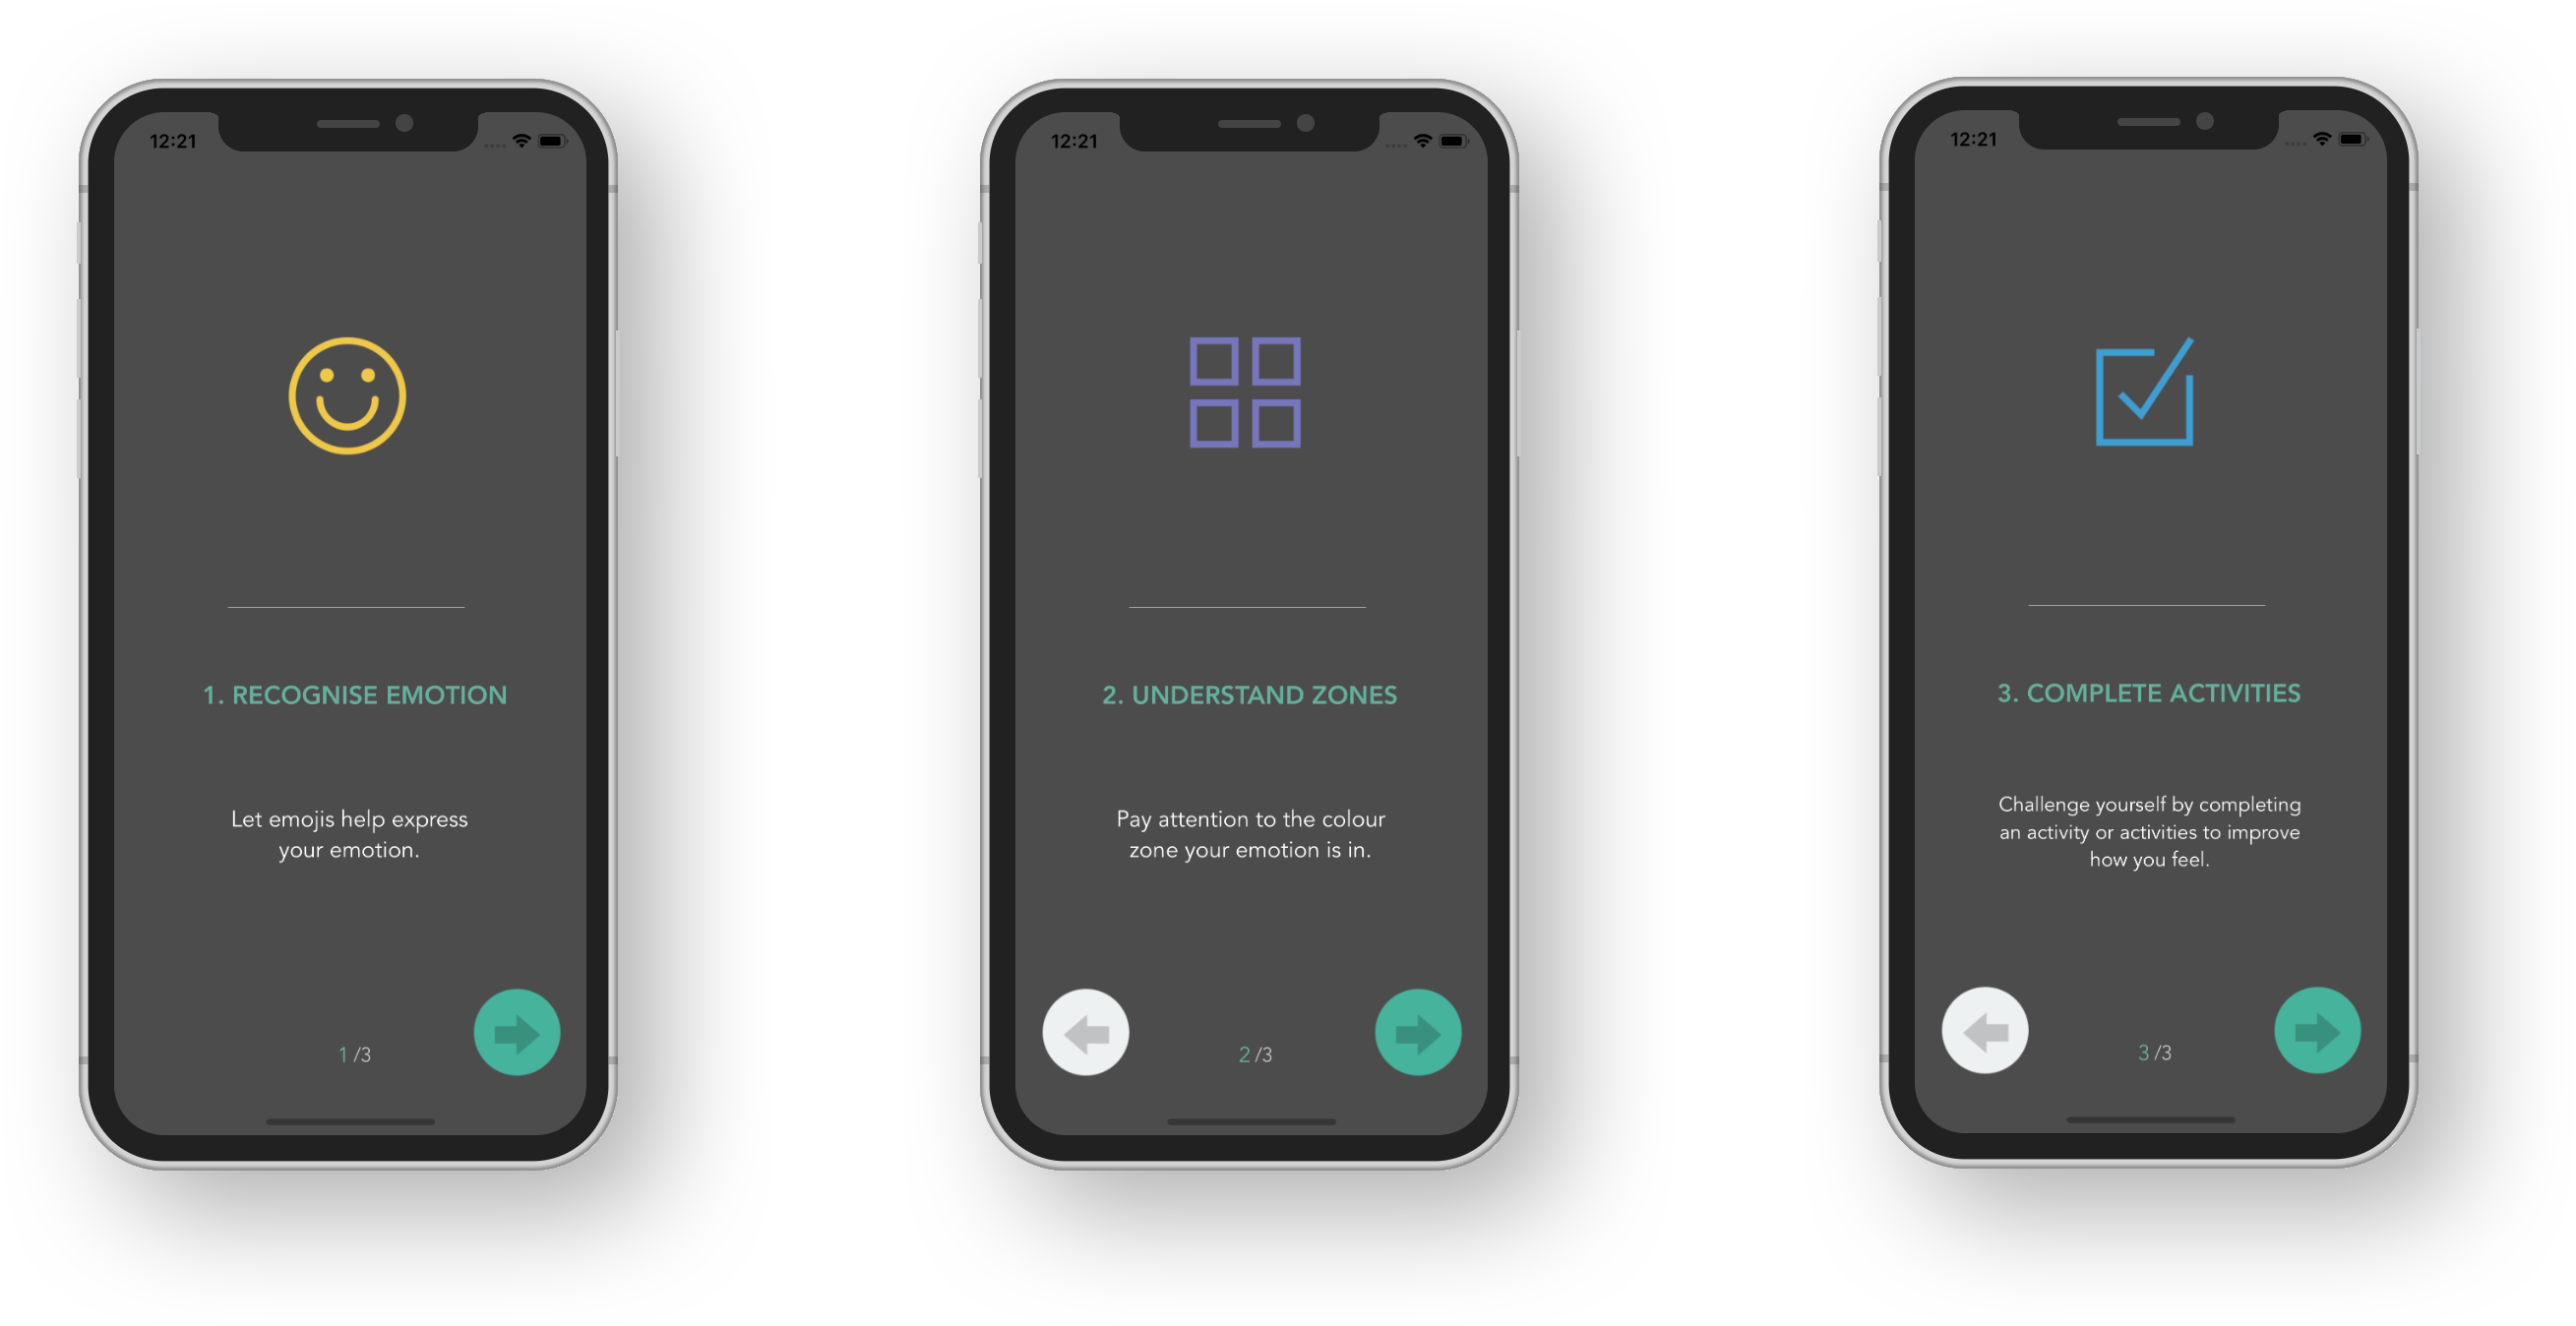 12:21
1. RECOGNISE EMOTION
Let emojis help express
your emotion.
1 /3
12:21
2. UNDERSTAND ZONES
Pay attention to the colour
zone your emotion is in.
2 /3
12:21
3. COMPLETE ACTIVITIES
Challenge yourself by completing
an activity or activities to improve
how you feel.
3 /3